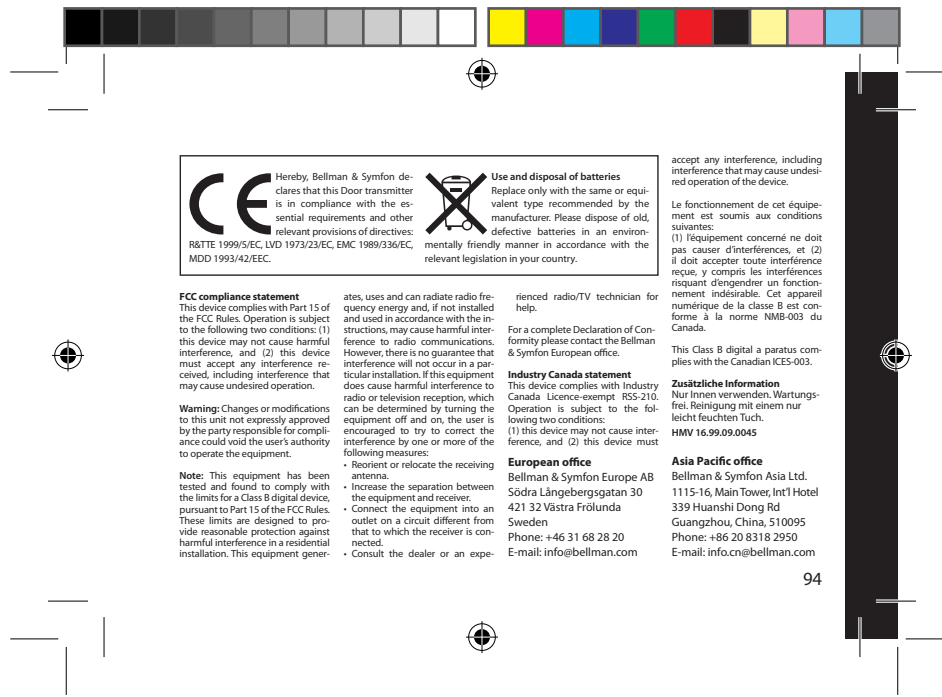 CE
Hereby, Bellman & Symfon de-
clares that this Door transmitter
is in compliance with the es-
sential requirements and other
relevant provisions of directives:
R&TTE 1999/5/EC, LVD 1973/23/EC, EMC 1989/336/EC,
MDD 1993/42/EEC.
Use and disposal of batteries
Replace only with the same or equi-
valent type recommended by the
manufacturer. Please dispose of old,
defective batteries in an environ-
mentally friendly manner in accordance with the
relevant legislation in your country.
FCC compliance statement
This device complies with Part 15 of
the FCC Rules. Operation is subject
to the following two conditions: (1)
this device may not cause harmful
interference, and (2) this device
must accept any interference re-
ceived, including interference that
may cause undesired operation.
Warning: Changes or modifications
to this unit not expressly approved
by the party responsible for compli-
ance could void the user's authority
to operate the equipment.
Note: This equipment has been
tested and found to comply with
the limits for a Class B digital device,
pursuant to Part 15 of the FCC Rules.
These limits are designed to pro-
vide reasonable protection against
harmful interference in a residential
installation. This equipment gener-
ates, uses and can radiate radio fre-
quency energy and, if not installed
and used in accordance with the in-
structions, may cause harmful inter-
ference to radio communications.
However, there is no guarantee that
interference will not occur in a par-
ticular installation. If this equipment
does cause harmful interference to
radio or television reception, which
can be determined by turning the
equipment off and on, the user is
encouraged to try to correct the
interference by one or more of the
following measures:
• Reorient or relocate the receiving
antenna.
• Increase the separation between
the equipment and receiver.
• Connect the equipment into an
outlet on a circuit different from
that to which the receiver is con-
nected.
• Consult the dealer or an expe-
rienced radio/TV technician for
help.
For a complete Declaration of Con-
formity please contact the Bellman
& Symfon European office.
Industry Canada statement
This device complies with Industry
Canada Licence-exempt RSS-210.
Operation is subject to the fol-
lowing two conditions:
(1) this device may not cause inter-
ference, and (2) this device must
accept any interference, including
interference that may cause undesi-
red operation of the device.
Le fonctionnement de cet équipe-
ment est soumis aux conditions
suivantes:
(1) l'équipement concerné ne doit
pas causer d'interférences, et (2)
il doit accepter toute interférence
reçue, y compris les interférences
risquant d'engendrer un fonction-
nement indésirable. Cet appareil
numérique de la classe B est con-
forme à la norme NMB-003 du
Canada.
This Class B digital a paratus com-
plies with the Canadian ICES-003.
Zusätzliche Information
Nur Innen verwenden. Wartungs-
frei. Reinigung mit einem nur
leicht feuchten Tuch.
HMV 16.99.09.0045
European office
Bellman & Symfon Europe AB
Södra Långebergsgatan 30
421 32 Västra Frölunda
Sweden
Phone: +46 31 68 28 20
E-mail: info@bellman.com
Asia Pacific office
Bellman & Symfon Asia Ltd.
1115-16, Main Tower, Int'l Hotel
339 Huanshi Dong Rd
Guangzhou, China, 510095
Phone: +86 20 8318 2950
E-mail: info.cn@bellman.com
94